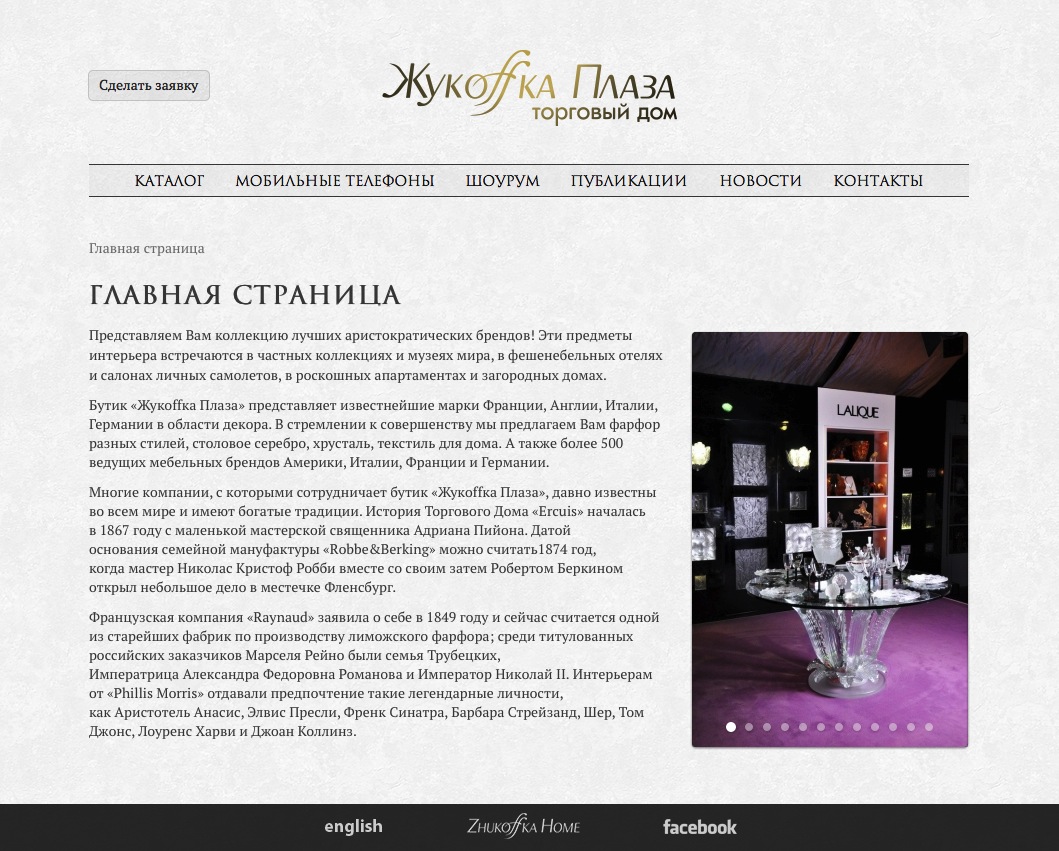 Сделать заявку
Жукоffка Плаза
торговый дом
КАТАЛОГ МОБИЛЬНЫЕ ТЕЛЕФОНЫ ШОУРУМ ПУБЛИКАЦИИ НОВОСТИ КОНТАКТЫ
Главная страница
ГЛАВНАЯ СТРАНИЦА
Представляем Вам коллекцию лучших аристократических брендов! Эти предметы
интерьера встречаются в частных коллекциях и музеях мира, в фешенебельных отелях
и салонах личных самолетов, в роскошных апартаментах и загородных домах.
Бутик «Жукоffка Плаза» представляет известнейшие марки Франции, Англии, Италии,
Германии в области декора. В стремлении к совершенству мы предлагаем Вам фарфор
разных стилей, столовое серебро, хрусталь, текстиль для дома. А также более 500
ведущих мебельных брендов Америки, Италии, Франции и Германии.
Многие компании, с которыми сотрудничает бутик «Жукоffка Плаза», давно известны
во всем мире и имеют богатые традиции. История Торгового Дома «Ercuis» началась
в 1867 году с маленькой мастерской священника Адриана Пийона. Датой
основания семейной мануфактуры «Robbe&Berking» можно считать1874 год,
когда мастер Николас Кристоф Робби вместе со своим затем Робертом Беркином
открыл небольшое дело в местечке Фленсбург.
Французская компания «Raynaud» заявила о себе в 1849 году и сейчас считается одной
из старейших фабрик по производству лиможского фарфора; среди титулованных
российских заказчиков Марселя Рейно были семья Трубецких,
Императрица Александра Федоровна Романова и Император Николай II. Интерьерам
от «Phillis Morris» отдавали предпочтение такие легендарные личности,
как Аристотель Анасис, Элвис Пресли, Френк Синатра, Барбара Стрейзанд, Шер, Том
Джонс, Лоуренс Харви и Джоан Коллинз.
LALIQUE
english Zhukoffka Home facebook